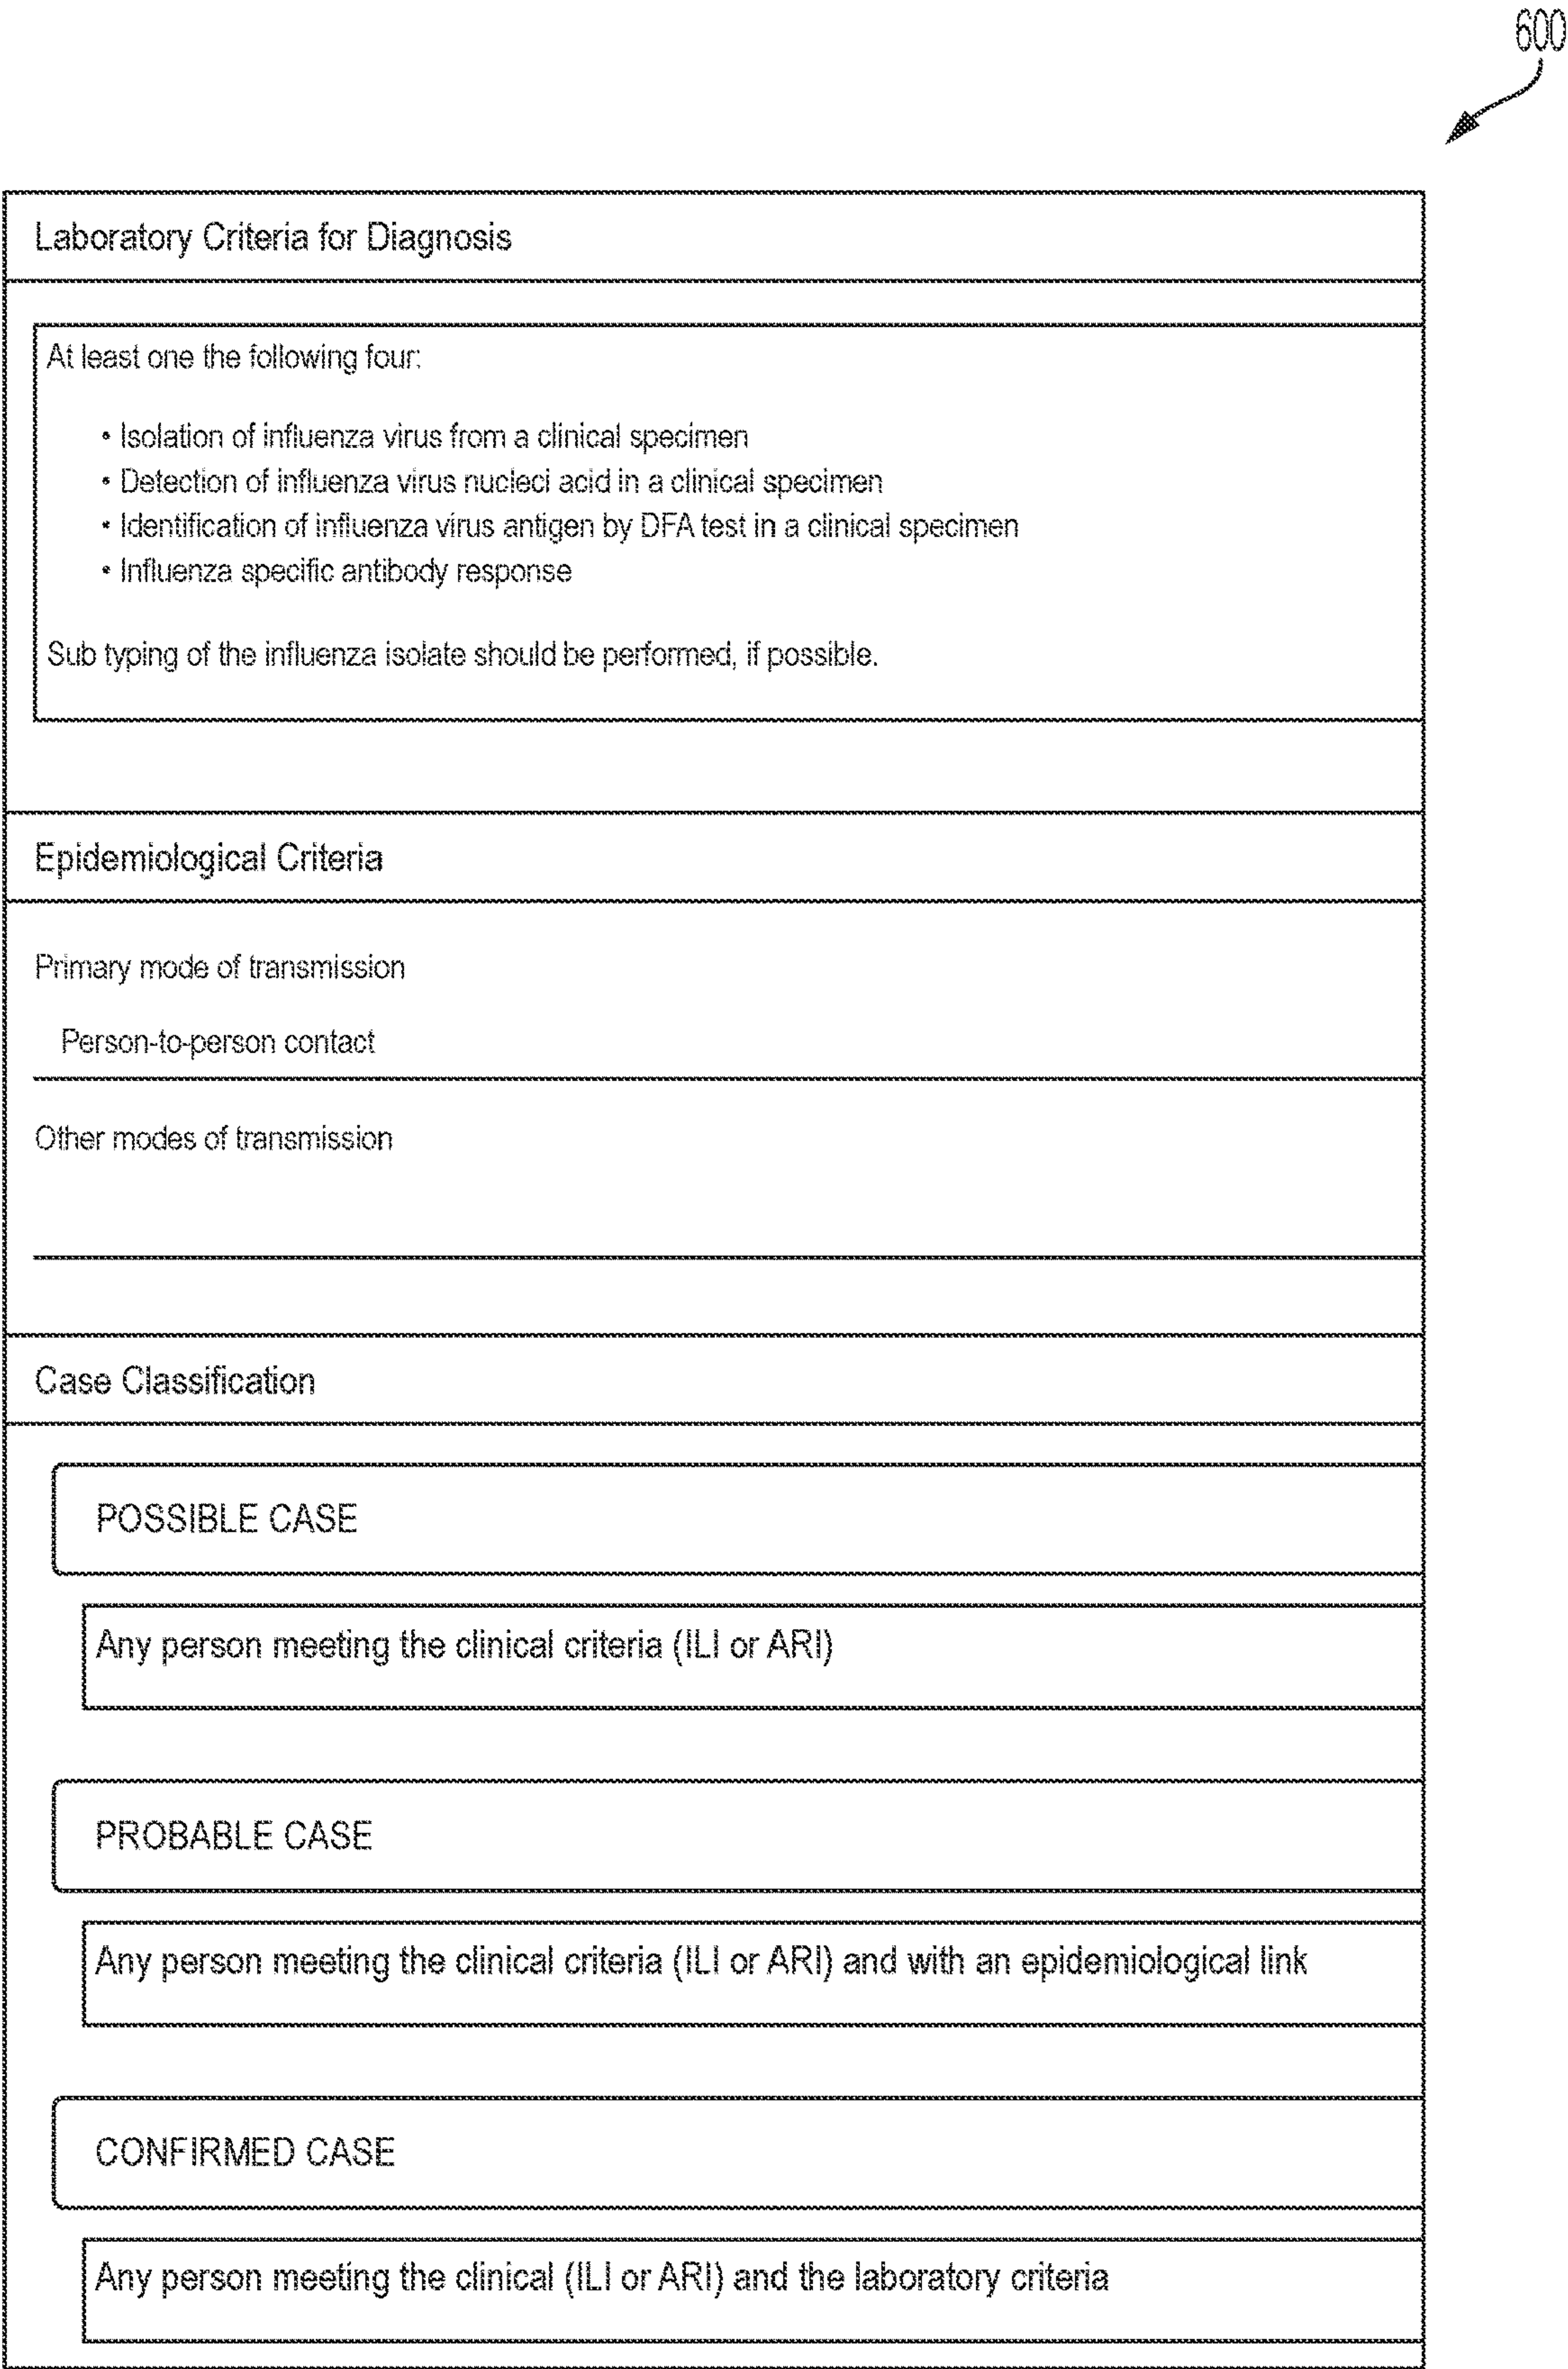 600
Laboratory Criteria for Diagnosis
At least one the following four:
• Isolation of influenza virus from a clinical specimen
• Detection of influenza virus nucleci acid in a clinical specimen
• Identification of influenza virus antigen by DFA test in a clinical specimen
• Influenza specific antibody response
Sub typing of the influenza isolate should be performed, if possible.
Epidemiological Criteria
Primary mode of transmission
Person-to-person contact
Other modes of transmission
Case Classification
POSSIBLE CASE
Any person meeting the clinical criteria (ILI or ARI)
PROBABLE CASE
Any person meeting the clinical criteria (ILI or ARI) and with an epidemiological link
CONFIRMED CASE
Any person meeting the clinical (ILI or ARI) and the laboratory criteria